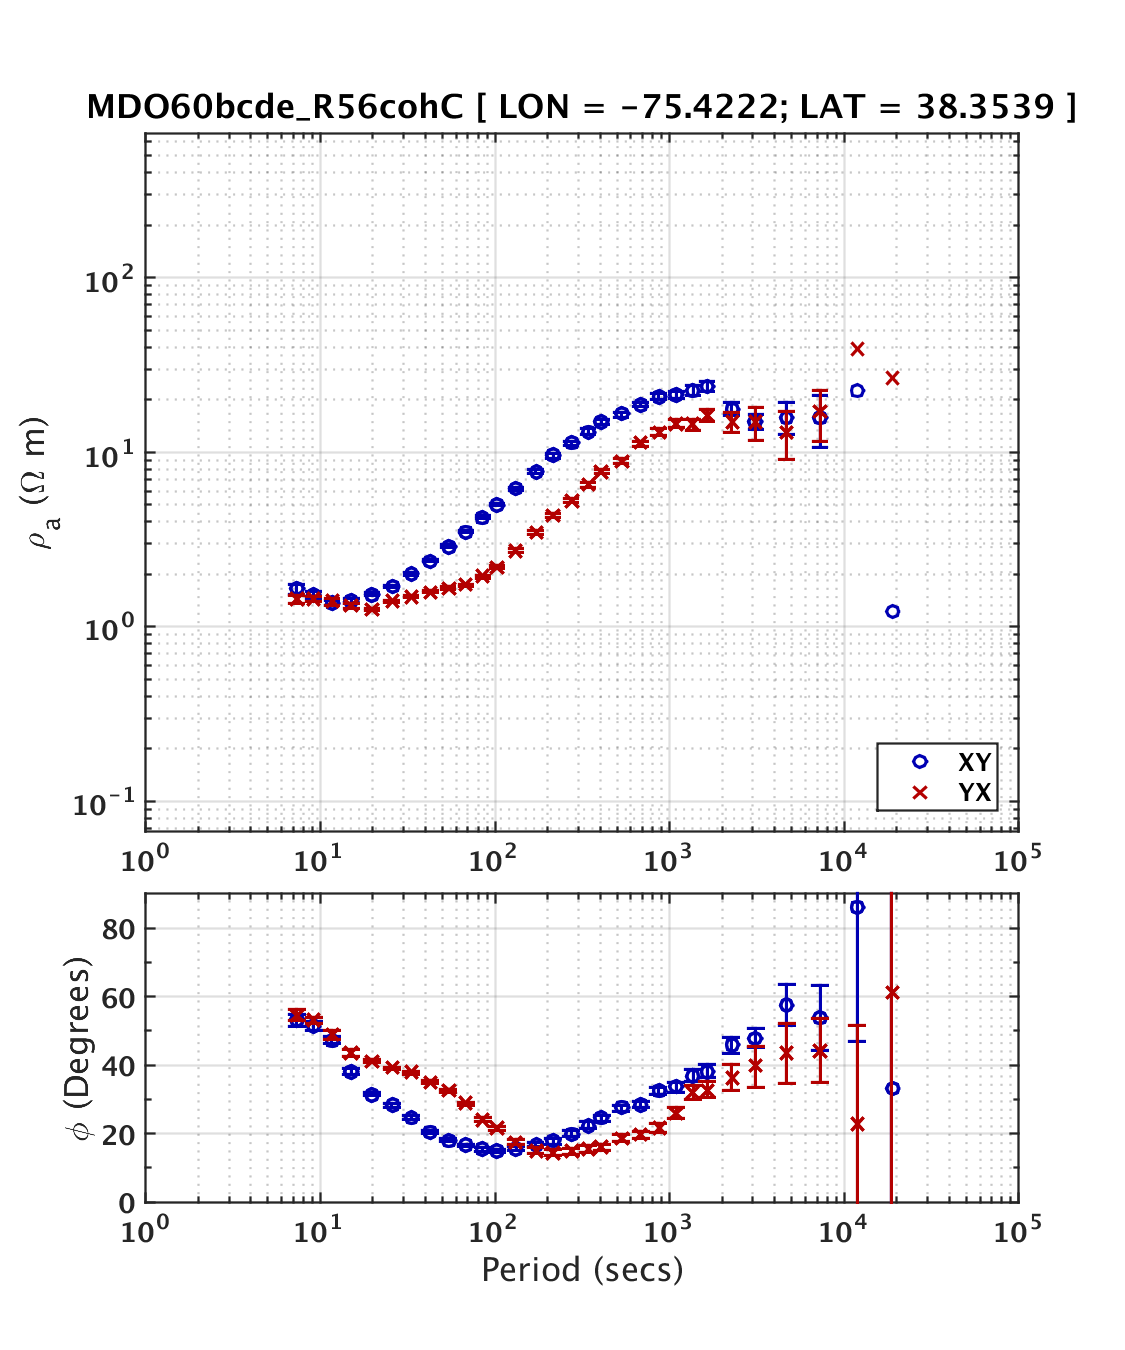 MDO60bcde_R56cohC [ LON = −75.4222; LAT = 38.3539 ]
10²
10¹
10⁰
10⁻¹
ρₐ (Ω m)
XY
YX
10⁰ 10¹ 10² 10³ 10⁴ 10⁵
80
60
40
20
0
ϕ (Degrees)
10⁰ 10¹ 10² 10³ 10⁴ 10⁵
Period (secs)